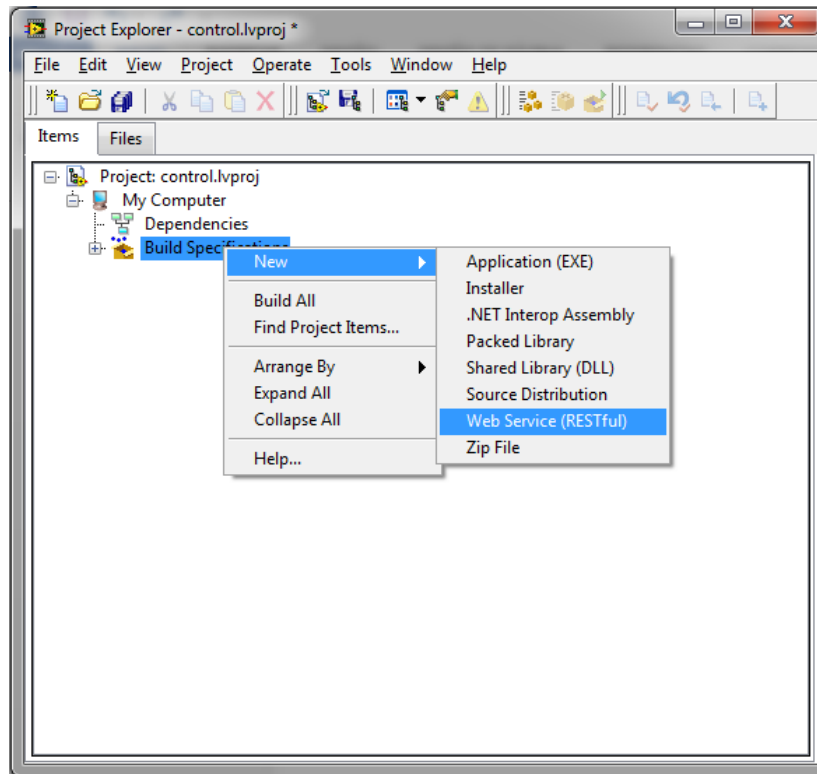 Project Explorer - control.lvproj *
File Edit View Project Operate Tools Window Help
Items Files
Project: control.lvproj
My Computer
Dependencies
Build Specifications
New
Build All
Find Project Items...
Arrange By
Expand All
Collapse All
Help...
Application (EXE)
Installer
.NET Interop Assembly
Packed Library
Shared Library (DLL)
Source Distribution
Web Service (RESTful)
Zip File